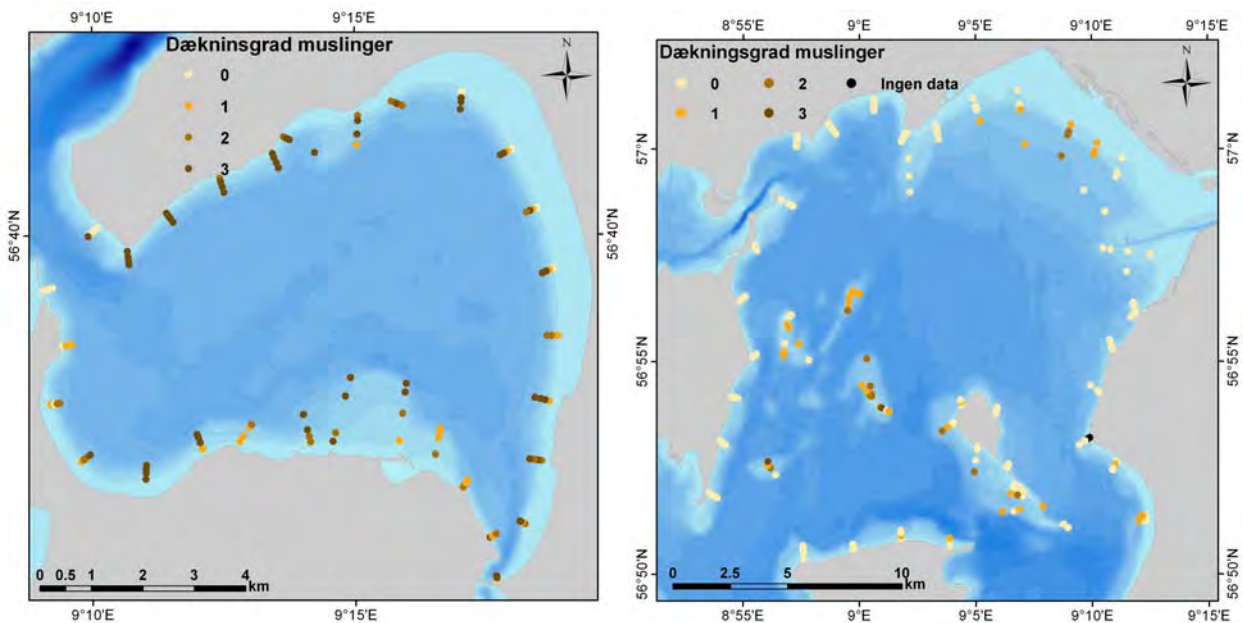 9°10'E 9°15'E
Dækninsgrad muslinger
N
0
1
2
3
56°40'N
56°40'N
0 0.5 1 2 3 4
km
9°10'E 9°15'E
8°55'E 9°0'E 9°5'E 9°10'E 9°15'E
Dækningsgrad muslinger
N
0 2 Ingen data
1 3
57°N
57°N
56°55'N
56°55'N
56°50'N
56°50'N
0 2.5 5 10
km
8°55'E 9°0'E 9°5'E 9°10'E 9°15'E